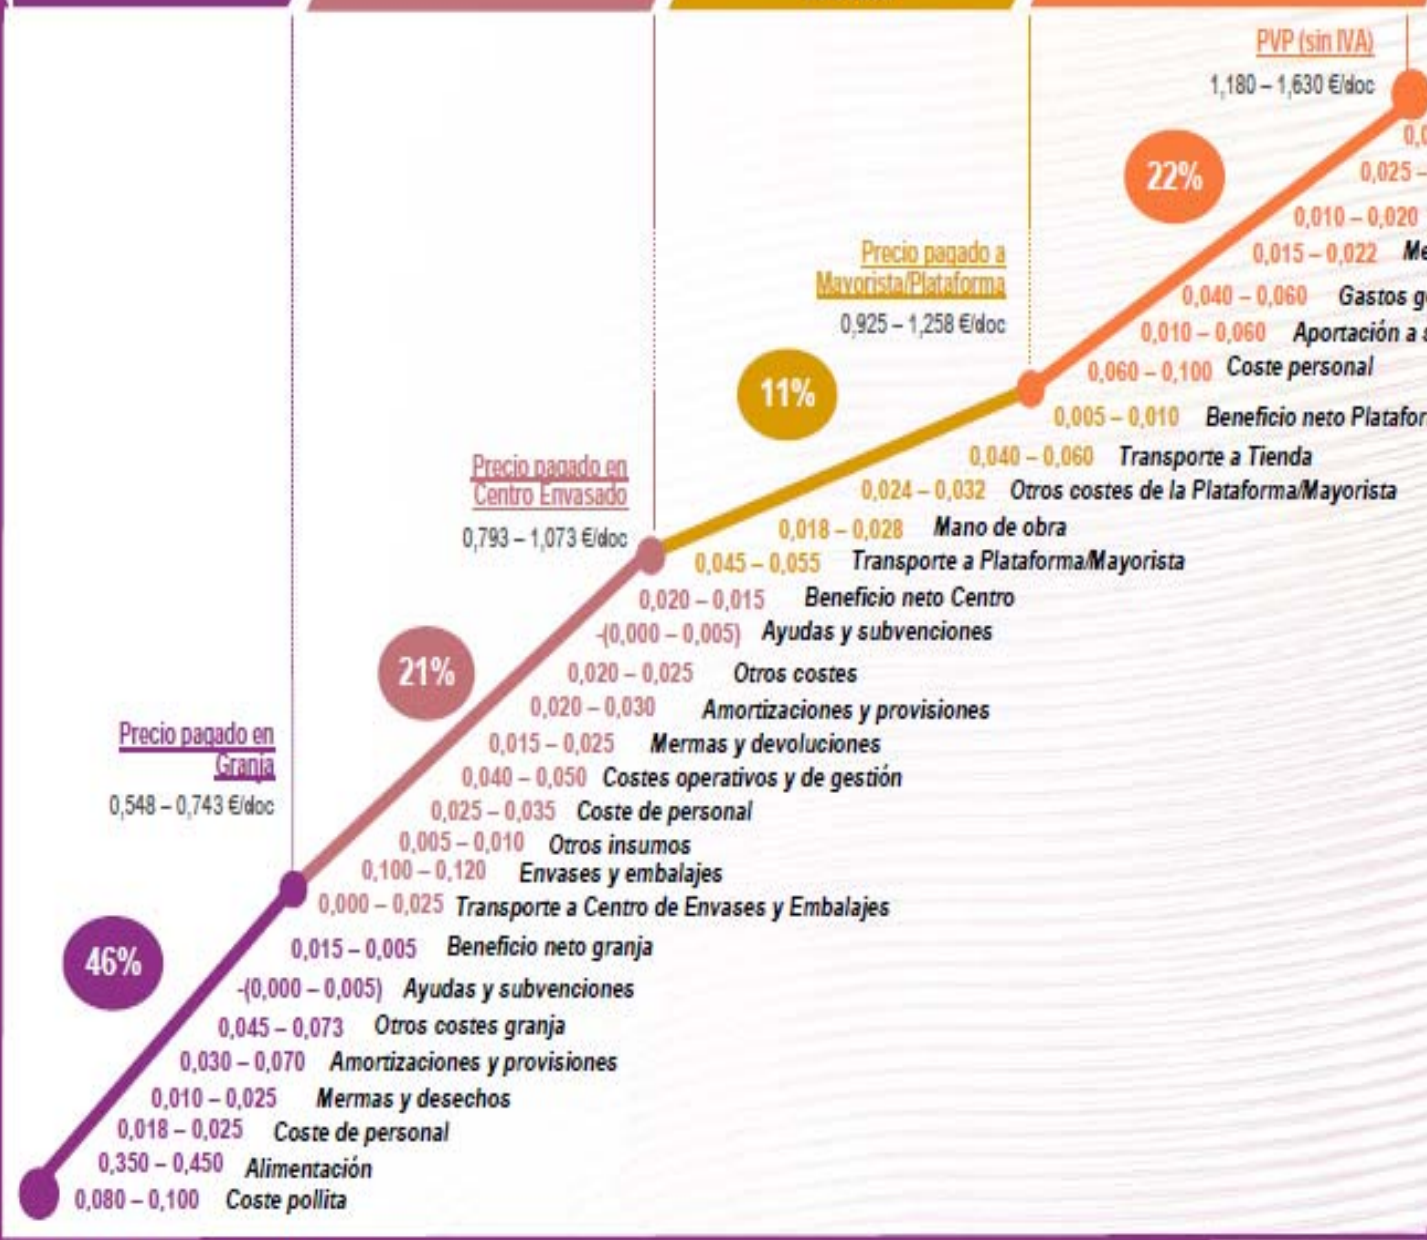 PVP (sin IVA)
1,180 – 1,630 €/doc
22%
0,025 –
0,010 – 0,020
0,015 – 0,022
Precio pagado a
Mayorista/Plataforma
0,925 – 1,258 €/doc
0,040 – 0,060 Gastos
0,010 – 0,060 Aportación a
0,060 – 0,100 Coste personal
11%
0,005 – 0,010 Beneficio neto
0,040 – 0,060 Transporte a Tienda
0,024 – 0,032 Otros costes de la Plataforma/Mayorista
0,018 – 0,028 Mano de obra
0,045 – 0,055 Transporte a Plataforma/Mayorista
Precio pagado en
Centro Envasado
0,793 – 1,073 €/doc
0,020 – 0,015 Beneficio neto Centro
-(0,000 – 0,005) Ayudas y subvenciones
21%
0,020 – 0,025 Otros costes
0,020 – 0,030 Amortizaciones y provisiones
0,015 – 0,025 Mermas y devoluciones
0,040 – 0,050 Costes operativos y de gestión
0,025 – 0,035 Coste de personal
0,005 – 0,010 Otros insumos
0,100 – 0,120 Envases y embalajes
0,000 – 0,025 Transporte a Centro de Envases y Embalajes
Precio pagado en
Granja
0,548 – 0,743 €/doc
46%
0,015 – 0,005 Beneficio neto granja
-(0,000 – 0,005) Ayudas y subvenciones
0,045 – 0,073 Otros costes granja
0,030 – 0,070 Amortizaciones y provisiones
0,010 – 0,025 Mermas y desechos
0,018 – 0,025 Coste de personal
0,350 – 0,450 Alimentación
0,080 – 0,100 Coste pollita